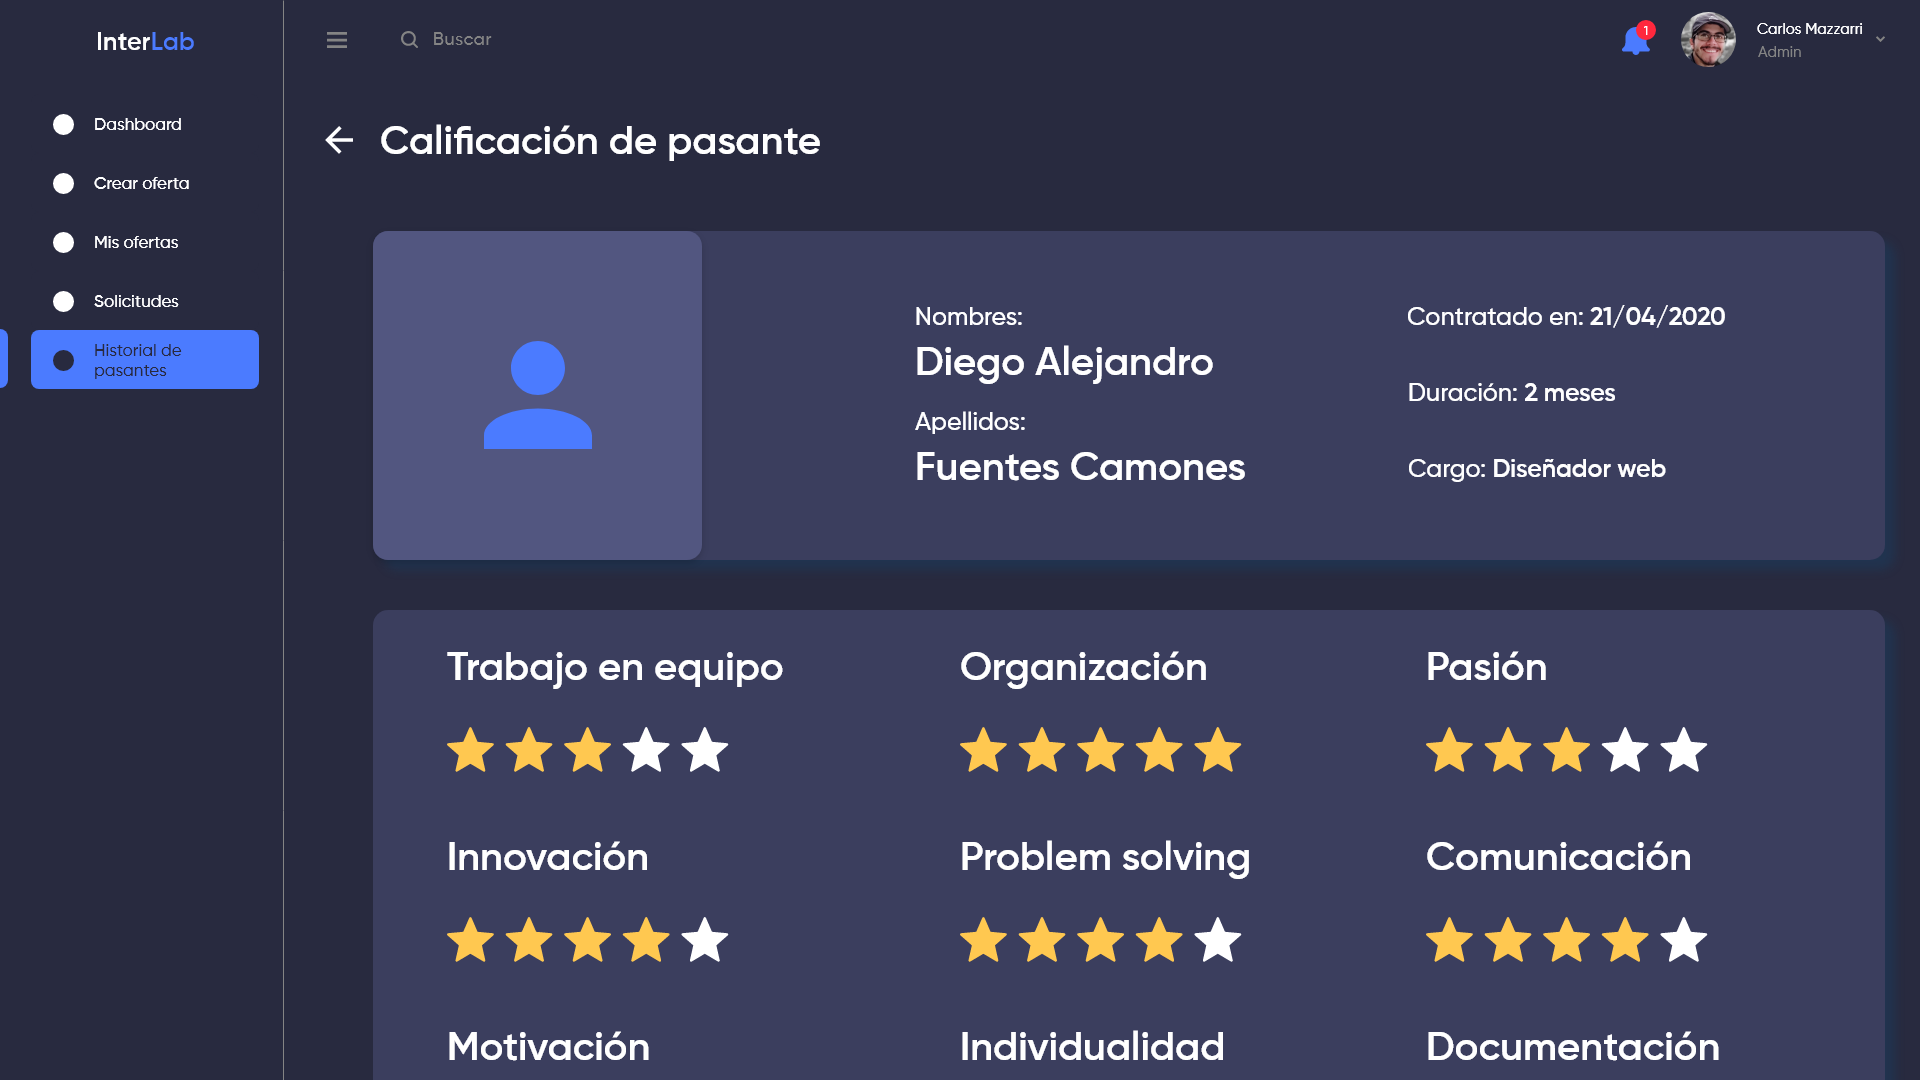 InterLab
Buscar
1
Carlos Mazzarri
Admin
Dashboard
Crear oferta
Mis ofertas
Solicitudes
Historial de
pasantes
Calificación de pasante
Nombres:
Diego Alejandro
Apellidos:
Fuentes Camones
Contratado en: 21/04/2020
Duración: 2 meses
Cargo: Diseñador web
Trabajo en equipo
Organización
Pasión
Innovación
Problem solving
Comunicación
Motivación
Individualidad
Documentación